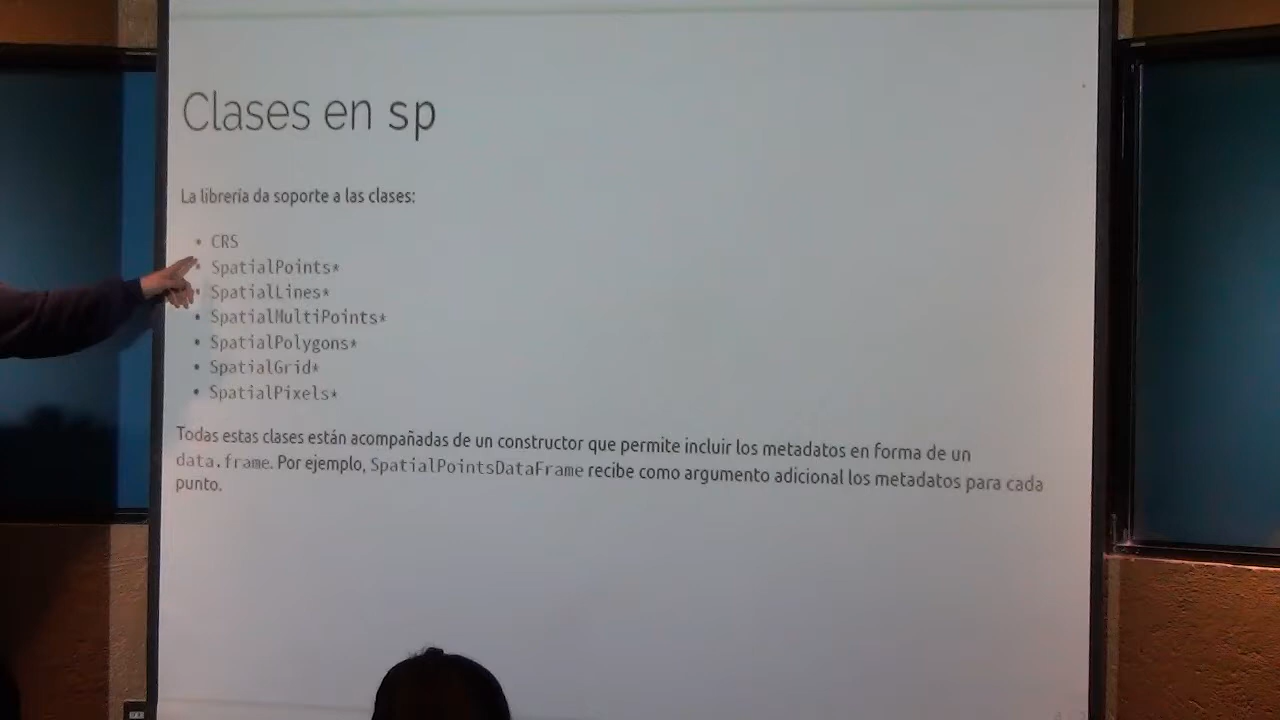 Clases en sp
La librería da soporte a las clases:
• CRS
• SpatialPoints*
• SpatialLines*
• SpatialMultiPoints*
• SpatialPolygons*
• SpatialGrid*
• SpatialPixels*
Todas estas clases están acompañadas de un constructor que permite incluir los metadatos en forma de un
data.frame. Por ejemplo, SpatialPointsDataFrame recibe como argumento adicional los metadatos para cada
punto.